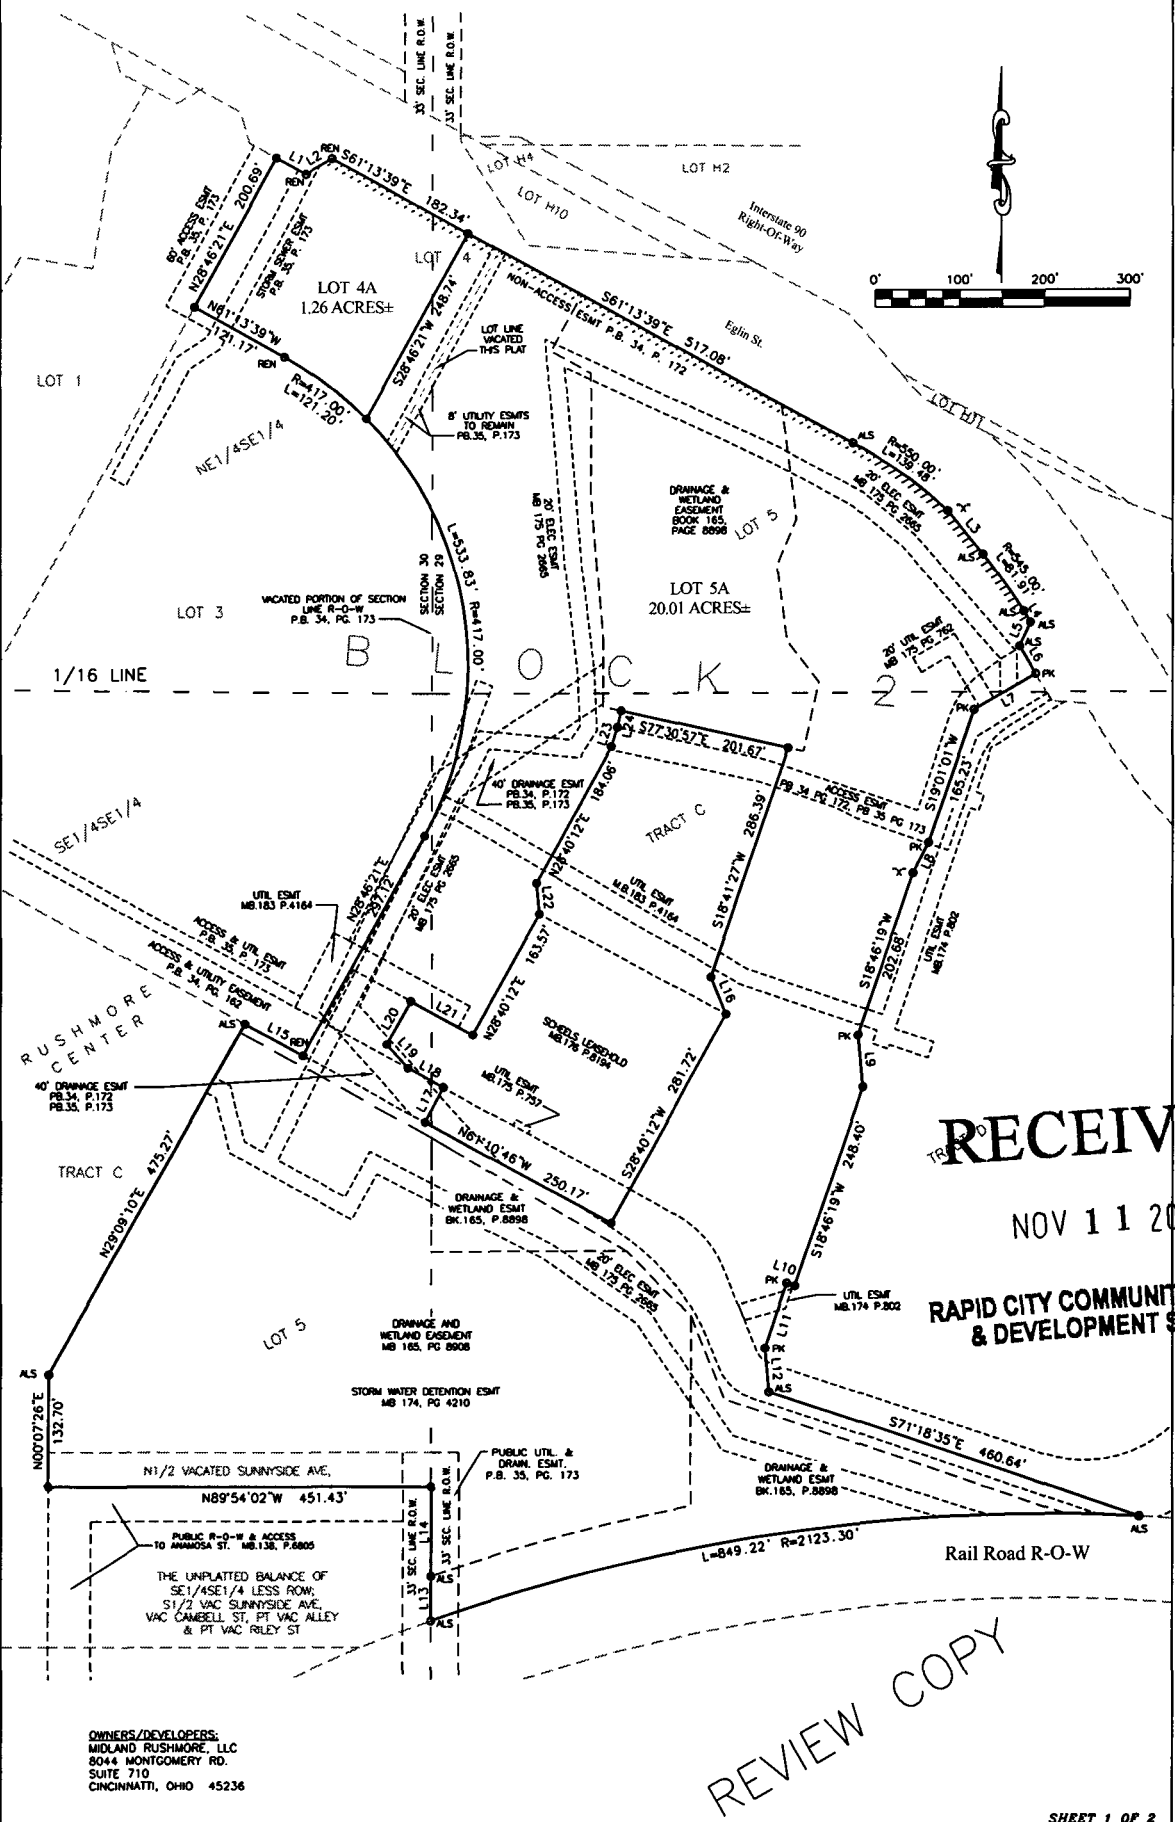 33' SEC. LINE R.O.W.
33' SEC. LINE R.O.W.
REN
L1
L2
REN
S61°13'39"E
182.34'
LOT H4
LOT H2
LOT H10
Interstate 90
Right-Of-Way
60' ACCESS ESMT
P.B. 35, P. 173
N28°46'21"E 200.69'
STORM SEWER ESMT
P.B. 35, P. 173
LOT 4
LOT 4A
1.26 ACRES±
0' 100' 200' 300'
N61°13'39"W
121.17'
REN
S28°46'21"W 248.74'
NON-ACCESS ESMT P.B. 34, P. 172
S61°13'39"E 517.08'
Eglin St.
LOT LINE
VACATED
THIS PLAT
LOT 1
R=417.00'
L=121.20'
LOT H1
8' UTILITY ESMTS
TO REMAIN
PB.35, P.173
NE1/4SE1/4
ALS
R=550.00'
L=139.48'
20' ELEC ESMT
MB 175 PG 2665
DRAINAGE &
WETLAND
EASEMENT
BOOK 165,
PAGE 8898
LOT 5
"X"
L3
ALS
20' ELEC ESMT
MB 175 PG 2665
L=533.83' R=417.00'
SECTION 30
SECTION 29
R=545.00'
L=81.91'
LOT 5A
20.01 ACRES±
VACATED PORTION OF SECTION
LINE R-O-W
P.B. 34, PG. 173
LOT 3
ALS
L4
ALS
L5
ALS
L6
PK
20' UTIL ESMT
MB 175 PG 762
BLOCK 2
1/16 LINE
L7
PK
L24
L23
S77°30'57"E 201.67'
S19°01'01"W
165.23'
ACCESS ESMT
PB 34 PG 172, PB 35 PG 173
40' DRAINAGE ESMT
PB.34, P.172
PB.35, P.173
184.06'
N28°40'12"E
TRACT C
286.39'
S18°41'27"W
SE1/4SE1/4
PK
L8
"X"
UTIL ESMT
M.B.183 P.4164
N28°46'21"E
297.12'
20' ELEC ESMT
MB 175 PG 2665
UTIL ESMT
MB.183 P.4164
L22
163.57'
N28°40'12"E
ACCESS & UTIL ESMT
P.B. 35, P. 173
ACCESS & UTILITY EASEMENT
P.B. 34, PG. 162
S18°46'19"W
202.68'
UTIL ESMT
MB.174 P.802
L16
RUSHMORE
CENTER
ALS
L15
REN
L20
L21
SCHEELS LEASEHOLD
MB.176 P.8194
PK
L9
L19
L18
UTIL ESMT
MB.175 P.757
281.72'
S28°40'12"W
40' DRAINAGE ESMT
PB.34, P.172
PB.35, P.173
L17
N61°10'46"W
250.17'
TRACT C
N29°09'10"E 475.27'
RECEIV
NOV 11 20
RAPID CITY COMMUNIT
& DEVELOPMENT S
S18°46'19"W 248.40'
DRAINAGE &
WETLAND ESMT
BK.165, P.8898
20' ELEC ESMT
MB 175 PG 2665
L10
PK
UTIL ESMT
MB.174 P.802
L11
LOT 5
DRAINAGE AND
WETLAND EASEMENT
MB 165, PG 8908
PK
L12
ALS
ALS
STORM WATER DETENTION ESMT
MB 174, PG 4210
N00°07'26"E
132.70'
S71°18'35"E 460.64'
N1/2 VACATED SUNNYSIDE AVE,
PUBLIC UTIL. &
DRAIN. ESMT.
P.B. 35, PG. 173
DRAINAGE &
WETLAND ESMT
BK.165, P.8898
N89°54'02"W 451.43'
33' SEC. LINE R.O.W.
L14
33' SEC. LINE R.O.W.
PUBLIC R-O-W & ACCESS
TO ANAMOSA ST. MB.138, P.6805
L=849.22' R=2123.30'
ALS
Rail Road R-O-W
THE UNPLATTED BALANCE OF
SE1/4SE1/4 LESS ROW;
S1/2 VAC SUNNYSIDE AVE,
VAC CAMBELL ST, PT VAC ALLEY
& PT VAC RILEY ST
ALS
L13
ALS
REVIEW COPY
OWNERS/DEVELOPERS:
MIDLAND RUSHMORE, LLC
8044 MONTGOMERY RD.
SUITE 710
CINCINNATI, OHIO 45236
SHEET 1 OF 2